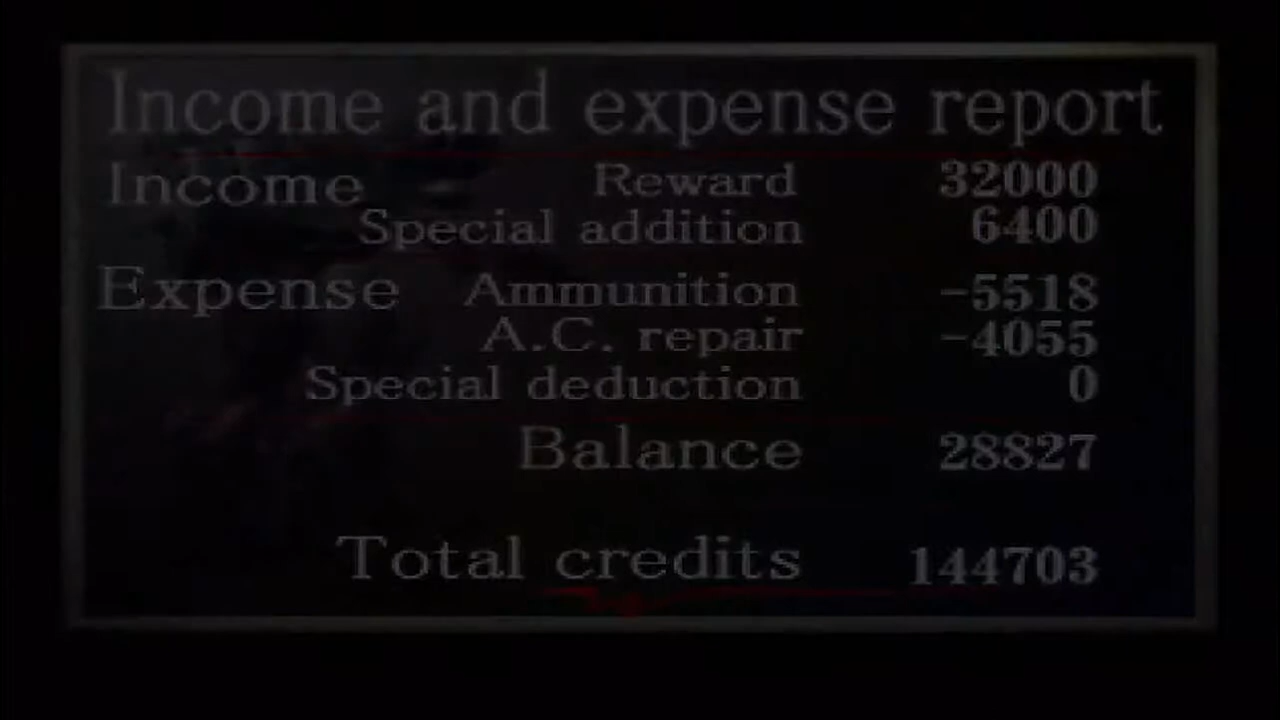 Income and expense report
Income Reward 32000
Special addition 6400
Expense Ammunition -5518
A.C. repair -4055
Special deduction 0
Balance 28827
Total credits 144703